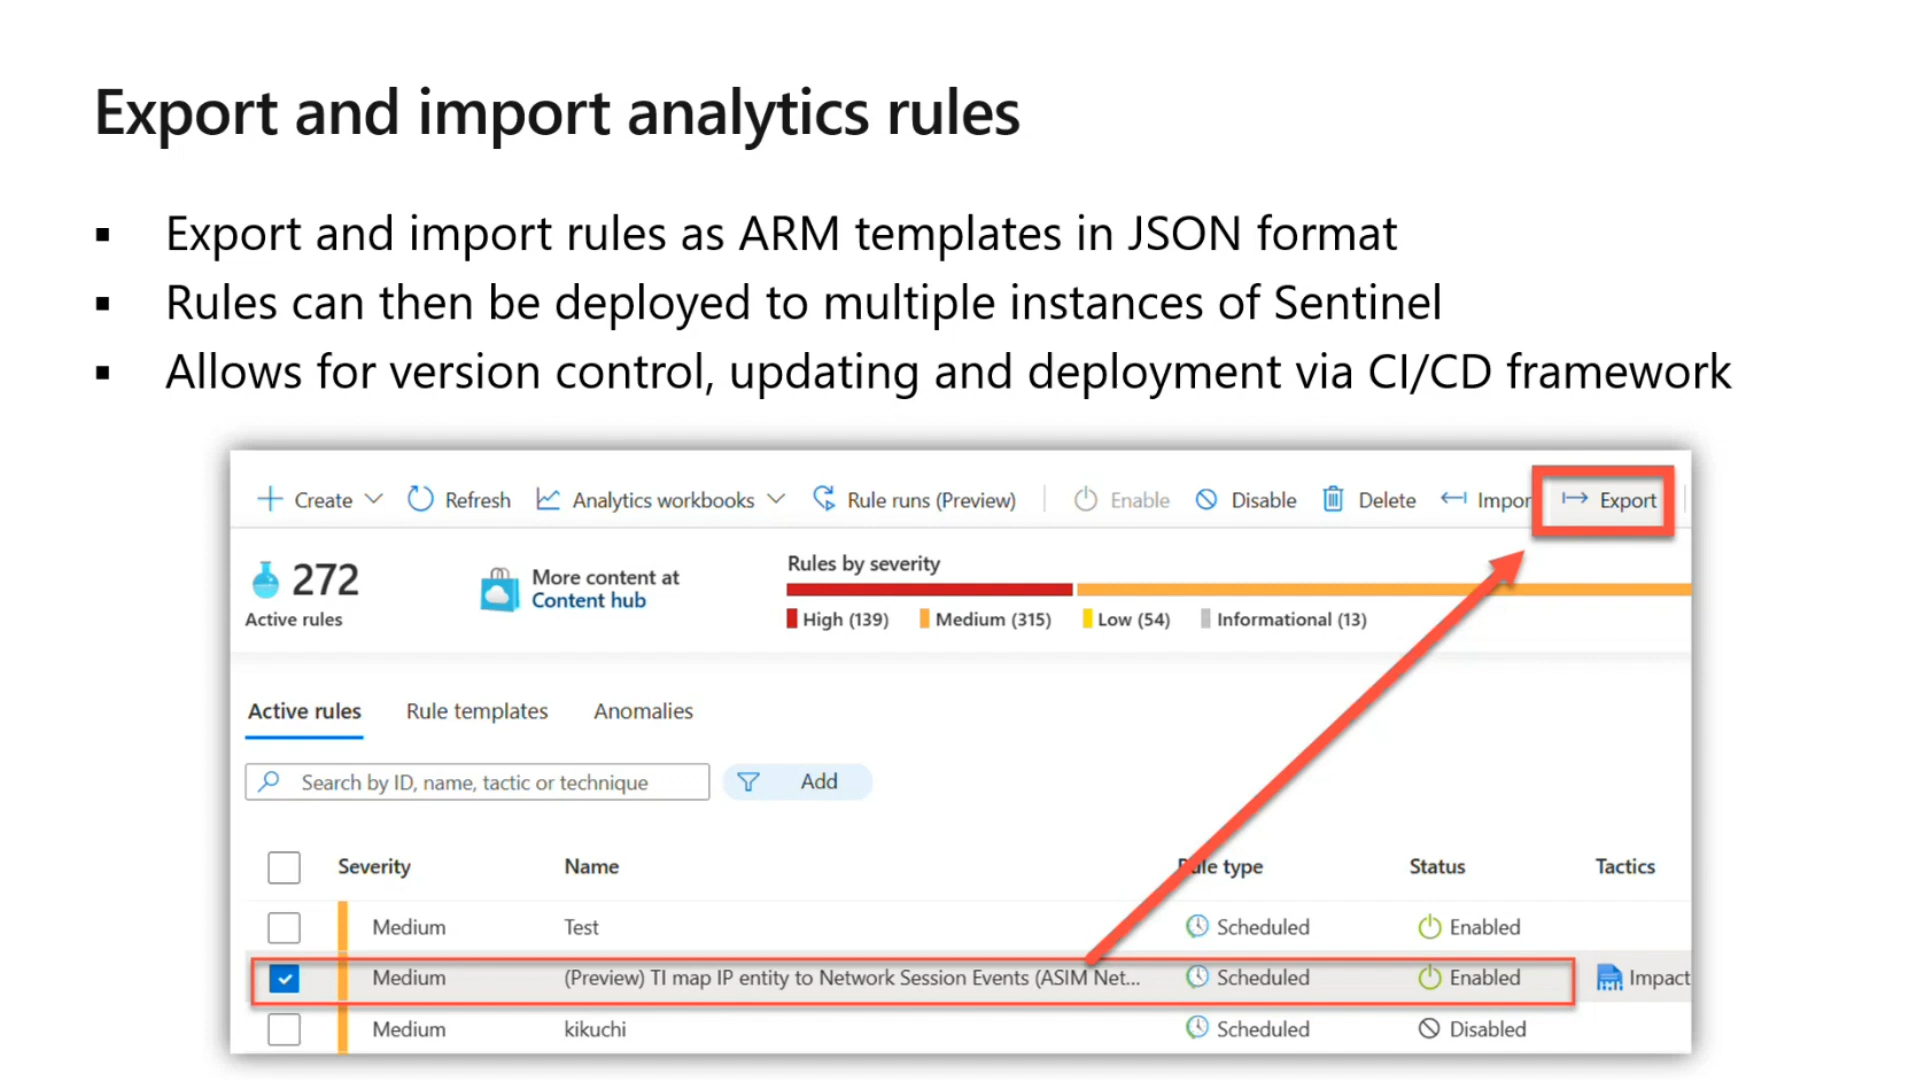 Export and import analytics rules
▪ Export and import rules as ARM templates in JSON format
▪ Rules can then be deployed to multiple instances of Sentinel
▪ Allows for version control, updating and deployment via CI/CD framework
Create Refresh Analytics workbooks Rule runs (Preview) Enable Disable Delete Impor Export
272
Active rules
More content at
Content hub
Rules by severity
High (139) Medium (315) Low (54) Informational (13)
Active rules Rule templates Anomalies
Search by ID, name, tactic or technique Add
Severity Name Rule type Status Tactics
Medium Test Scheduled Enabled
Medium (Preview) TI map IP entity to Network Session Events (ASIM Net... Scheduled Enabled Impact
Medium kikuchi Scheduled Disabled